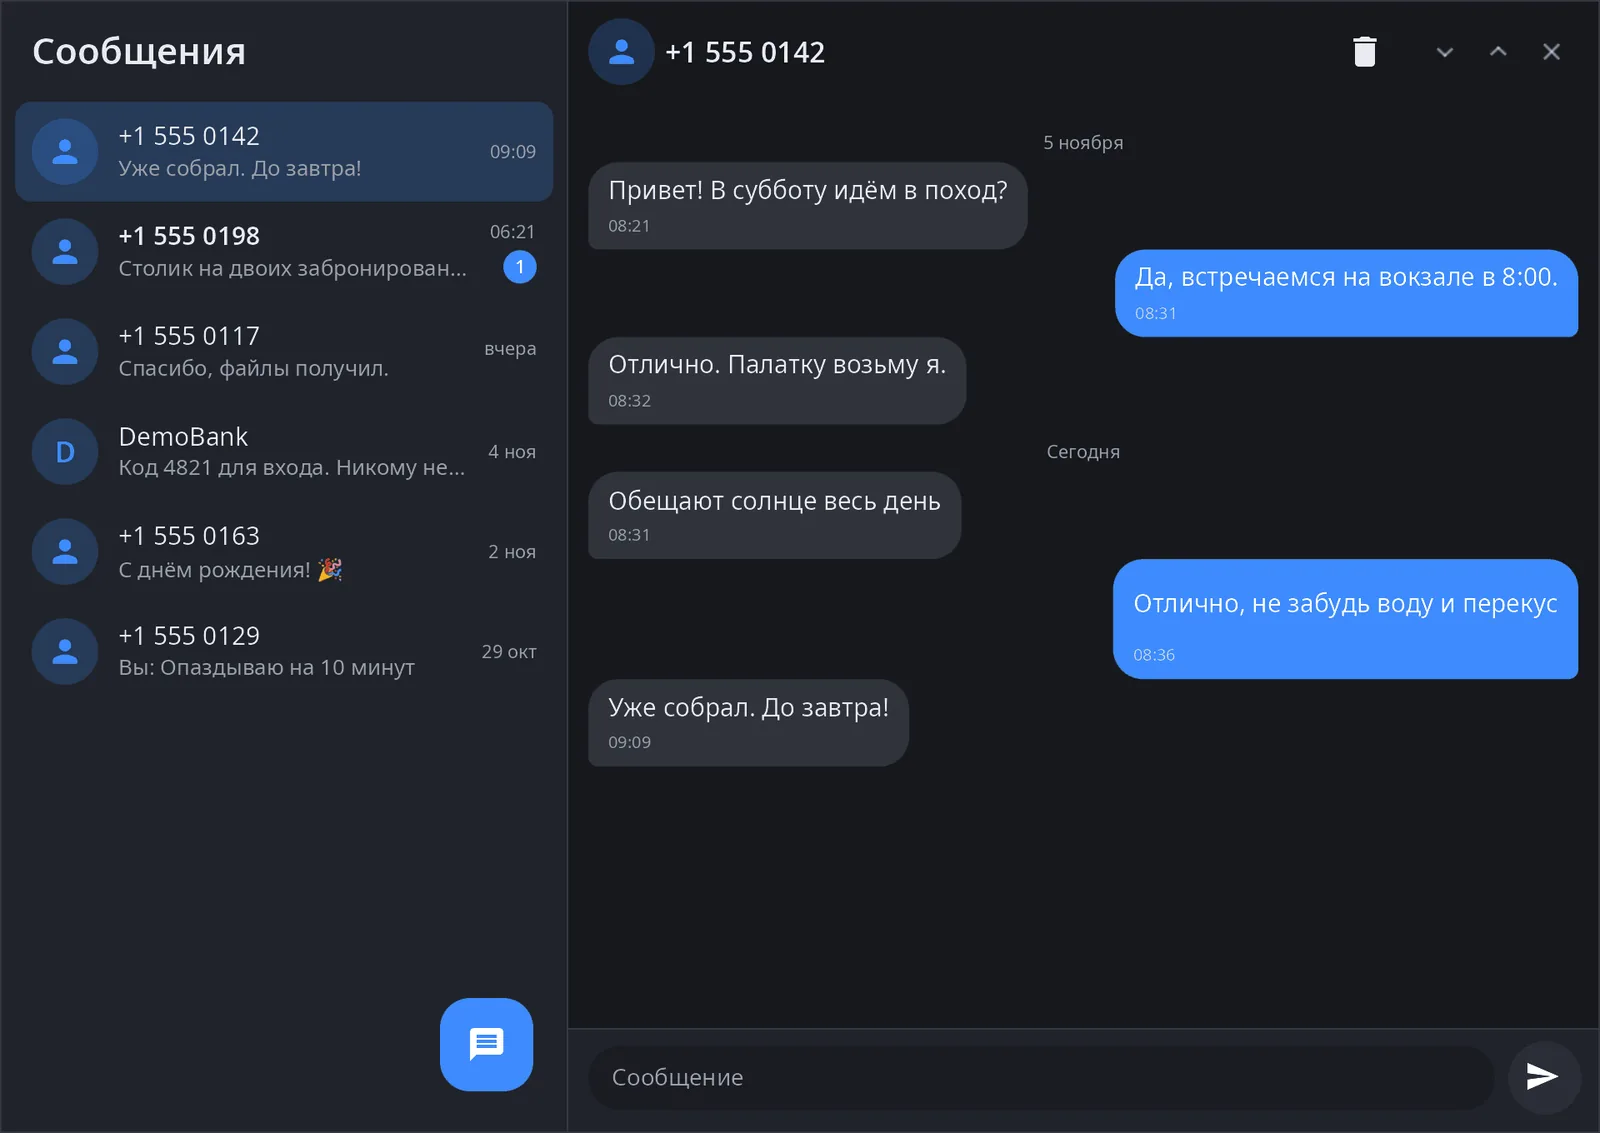 Сообщения
+1 555 0142
Уже собрал. До завтра!
09:09
+1 555 0198
Столик на двоих забронирован...
06:21
1
+1 555 0117
Спасибо, файлы получил.
вчера
D
DemoBank
Код 4821 для входа. Никому не...
4 ноя
+1 555 0163
С днём рождения! 🎉
2 ноя
+1 555 0129
Вы: Опаздываю на 10 минут
29 окт
+1 555 0142
5 ноября
Привет! В субботу идём в поход?
08:21
Да, встречаемся на вокзале в 8:00.
08:31
Отлично. Палатку возьму я.
08:32
Сегодня
Обещают солнце весь день
08:31
Отлично, не забудь воду и перекус
08:36
Уже собрал. До завтра!
09:09
Сообщение